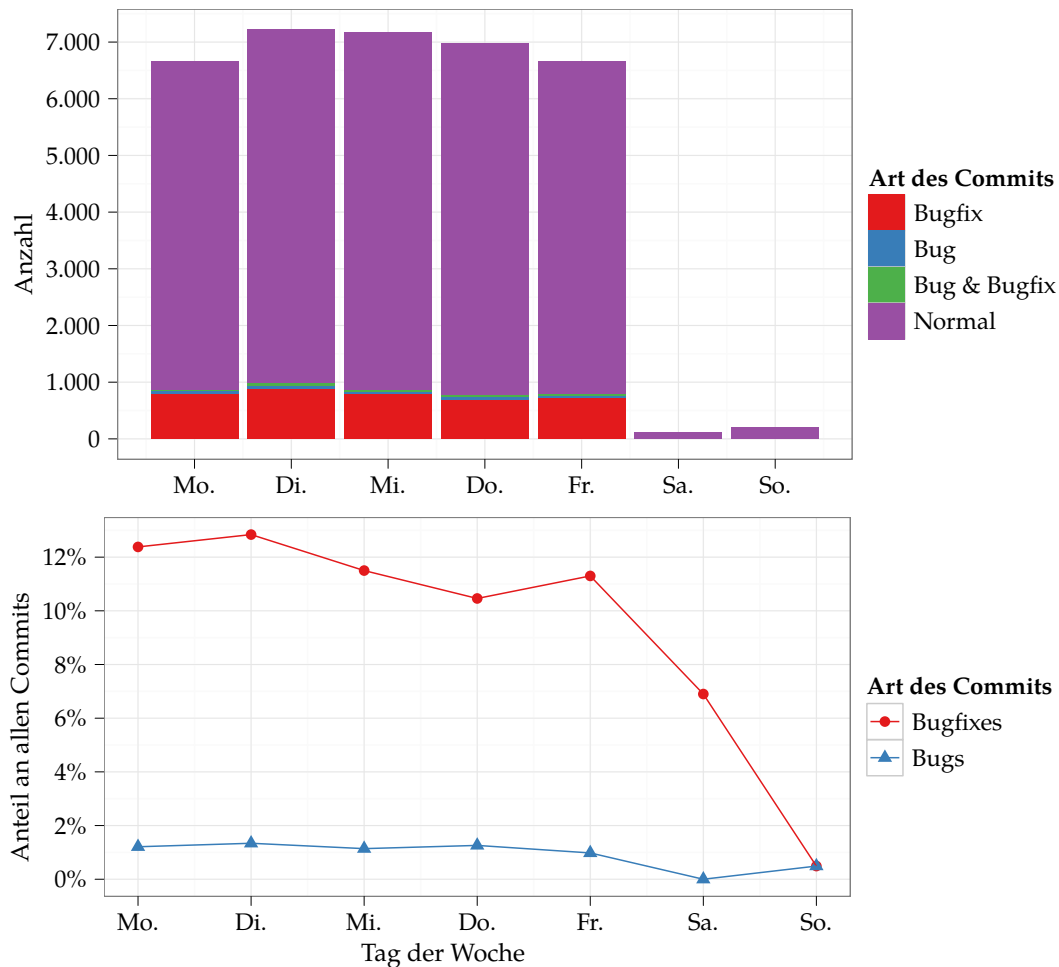 7.000
6.000
5.000
4.000
3.000
2.000
1.000
0
Anzahl
Mo. Di. Mi. Do. Fr. Sa. So.
Art des Commits
Bugfix
Bug
Bug & Bugfix
Normal
12%
10%
8%
6%
4%
2%
0%
Anteil an allen Commits
Mo. Di. Mi. Do. Fr. Sa. So.
Tag der Woche
Art des Commits
Bugfixes
Bugs